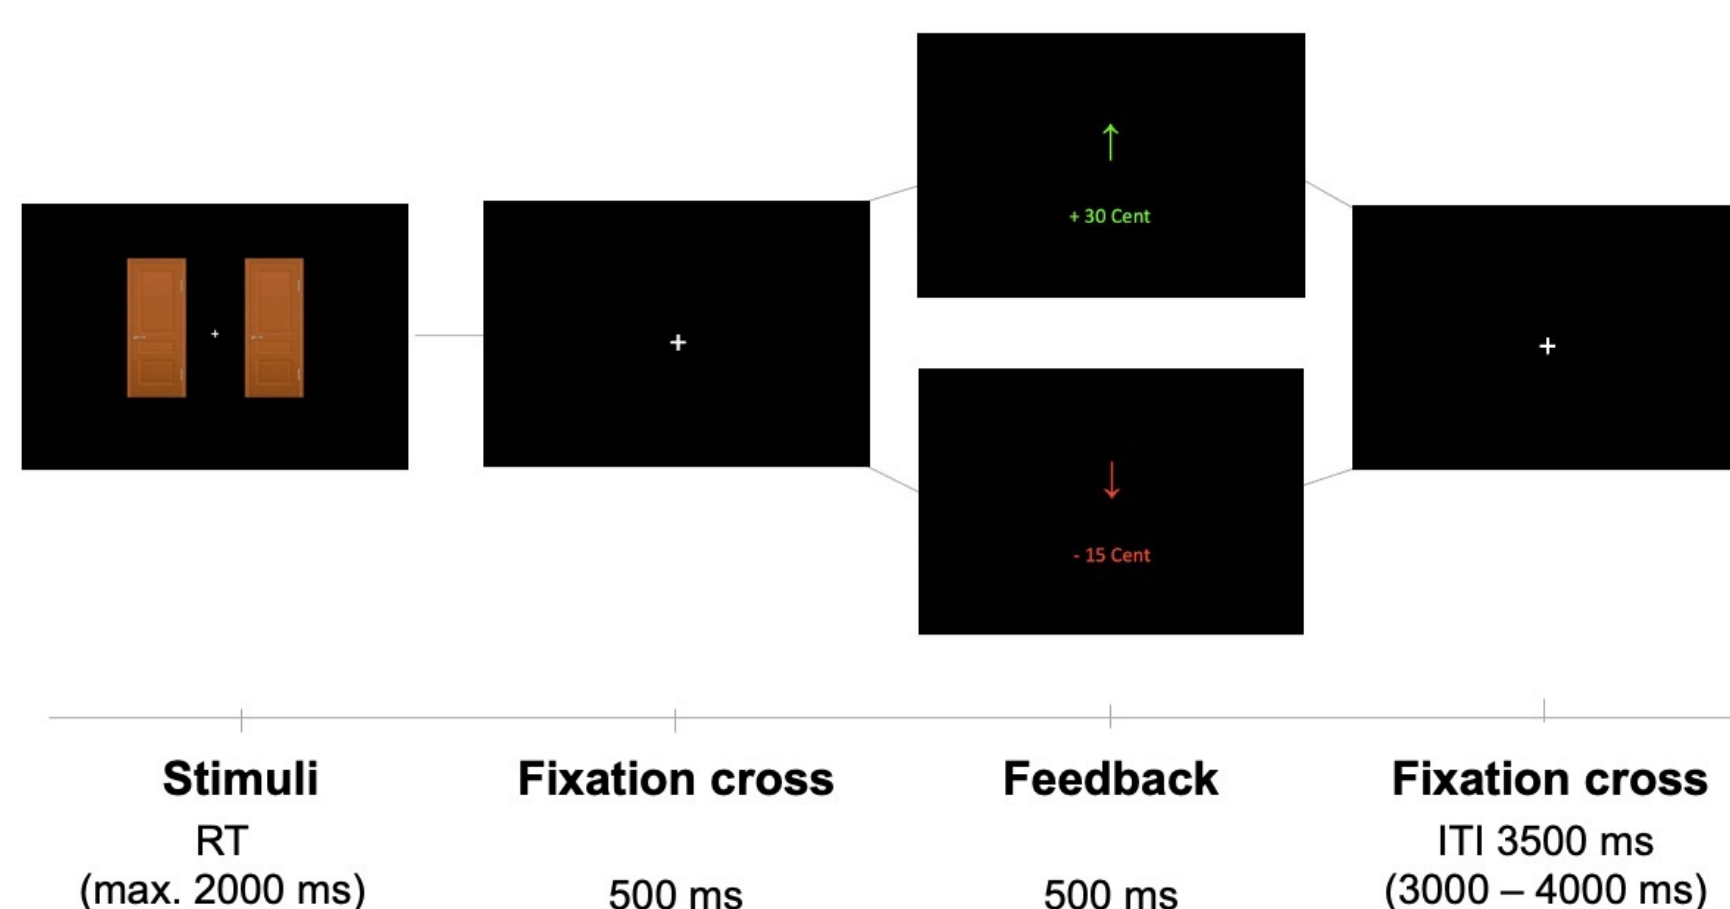 + 30 Cent
- 15 Cent
Stimuli
RT
(max. 2000 ms)
Fixation cross
500 ms
Feedback
500 ms
Fixation cross
ITI 3500 ms
(3000 – 4000 ms)